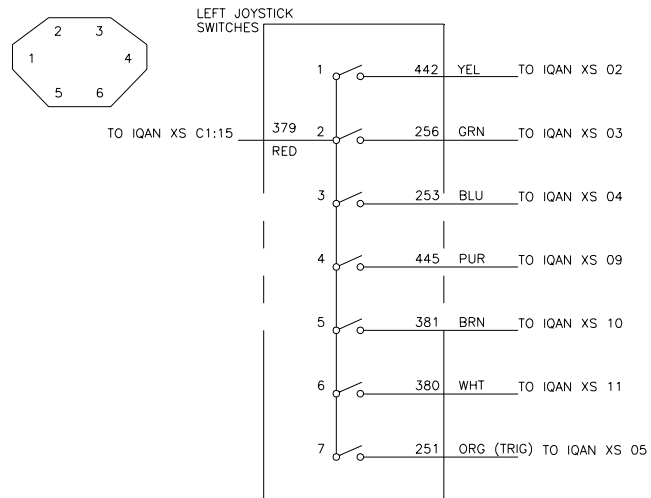 LEFT JOYSTICK
SWITCHES
2 3
1 4
5 6
1 442 YEL TO IQAN XS 02
TO IQAN XS C1:15 379 2 256 GRN TO IQAN XS 03
RED
3 253 BLU TO IQAN XS 04
4 445 PUR TO IQAN XS 09
5 381 BRN TO IQAN XS 10
6 380 WHT TO IQAN XS 11
7 251 ORG (TRIG) TO IQAN XS 05